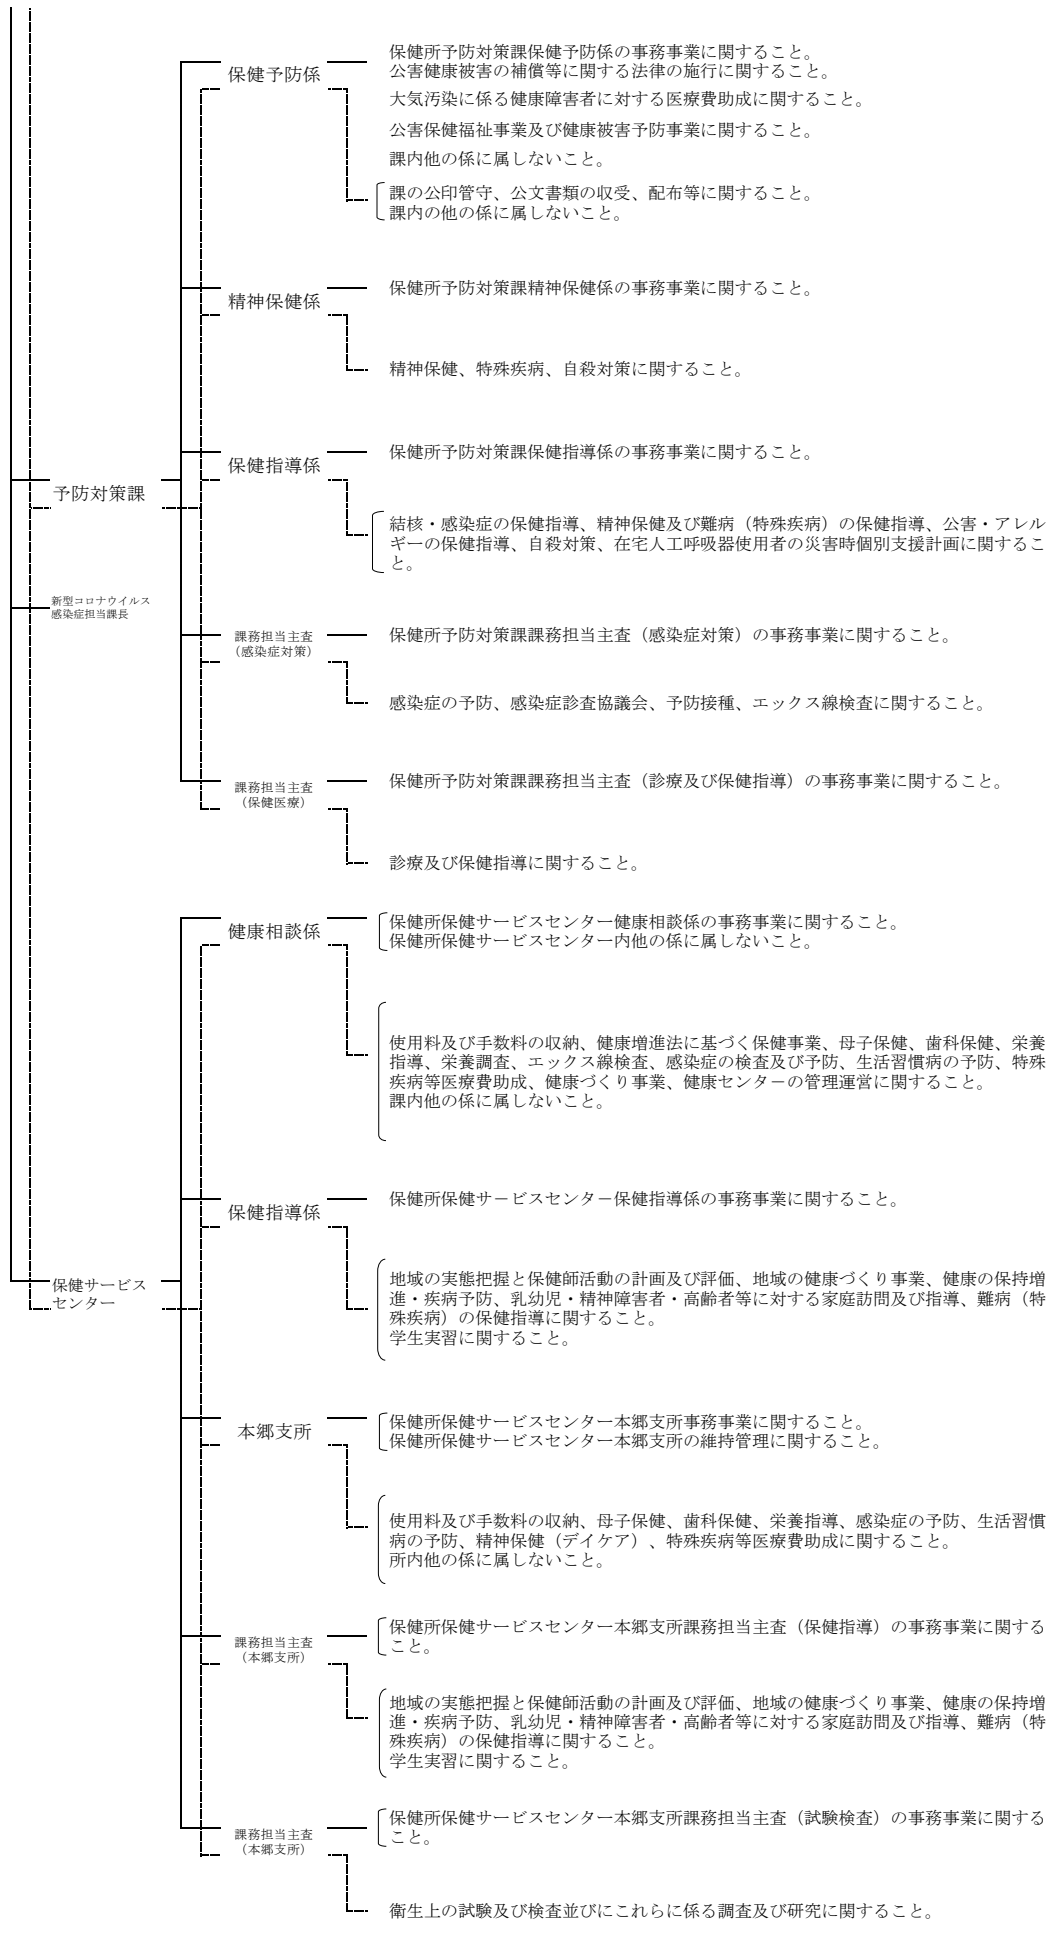 保健予防係
保健所予防対策課保健予防係の事務事業に関すること。
公害健康被害の補償等に関する法律の施行に関すること。
大気汚染に係る健康障害者に対する医療費助成に関すること。
公害保健福祉事業及び健康被害予防事業に関すること。
課内他の係に属しないこと。
課の公印管守、公文書類の収受、配布等に関すること。
課内の他の係に属しないこと。
精神保健係
保健所予防対策課精神保健係の事務事業に関すること。
精神保健、特殊疾病、自殺対策に関すること。
予防対策課
保健指導係
保健所予防対策課保健指導係の事務事業に関すること。
結核・感染症の保健指導、精神保健及び難病（特殊疾病）の保健指導、公害・アレル
ギーの保健指導、自殺対策、在宅人工呼吸器使用者の災害時個別支援計画に関するこ
と。
新型コロナウイルス
感染症担当課長
課務担当主査
（感染症対策）
保健所予防対策課課務担当主査（感染症対策）の事務事業に関すること。
感染症の予防、感染症診査協議会、予防接種、エックス線検査に関すること。
課務担当主査
（保健医療）
保健所予防対策課課務担当主査（診療及び保健指導）の事務事業に関すること。
診療及び保健指導に関すること。
健康相談係
保健所保健サービスセンター健康相談係の事務事業に関すること。
保健所保健サービスセンター内他の係に属しないこと。
使用料及び手数料の収納、健康増進法に基づく保健事業、母子保健、歯科保健、栄養
指導、栄養調査、エックス線検査、感染症の検査及び予防、生活習慣病の予防、特殊
疾病等医療費助成、健康づくり事業、健康センタ－の管理運営に関すること。
課内他の係に属しないこと。
保健サービス
センター
保健指導係
保健所保健サ－ビスセンタ－保健指導係の事務事業に関すること。
地域の実態把握と保健師活動の計画及び評価、地域の健康づくり事業、健康の保持増
進・疾病予防、乳幼児・精神障害者・高齢者等に対する家庭訪問及び指導、難病（特
殊疾病）の保健指導に関すること。
学生実習に関すること。
本郷支所
保健所保健サービスセンター本郷支所事務事業に関すること。
保健所保健サービスセンター本郷支所の維持管理に関すること。
使用料及び手数料の収納、母子保健、歯科保健、栄養指導、感染症の予防、生活習慣
病の予防、精神保健（デイケア）、特殊疾病等医療費助成に関すること。
所内他の係に属しないこと。
課務担当主査
（本郷支所）
保健所保健サービスセンター本郷支所課務担当主査（保健指導）の事務事業に関する
こと。
地域の実態把握と保健師活動の計画及び評価、地域の健康づくり事業、健康の保持増
進・疾病予防、乳幼児・精神障害者・高齢者等に対する家庭訪問及び指導、難病（特
殊疾病）の保健指導に関すること。
学生実習に関すること。
課務担当主査
（本郷支所）
保健所保健サービスセンター本郷支所課務担当主査（試験検査）の事務事業に関する
こと。
衛生上の試験及び検査並びにこれらに係る調査及び研究に関すること。